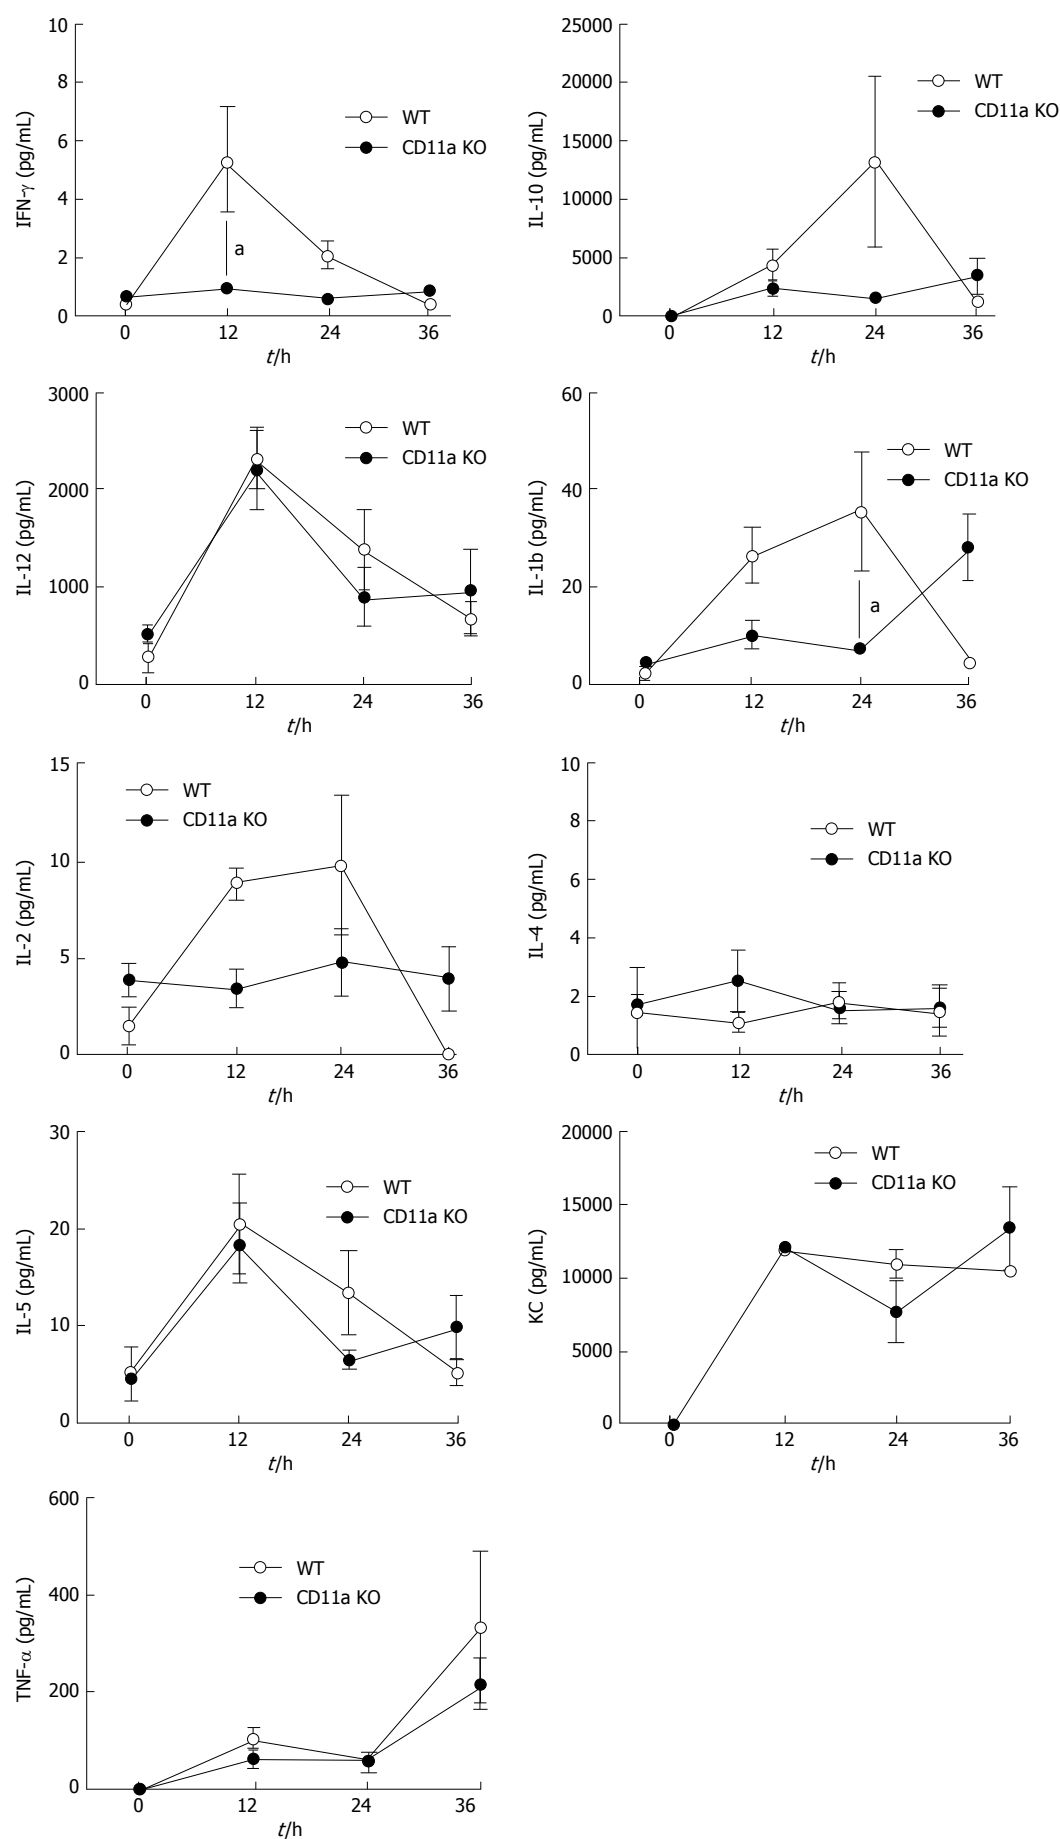 10
8
6
4
2
0
IFN-γ (pg/mL)
WT
CD11a KO
a
0 12 24 36
t/h
25000
20000
15000
10000
5000
0
IL-10 (pg/mL)
WT
CD11a KO
0 12 24 36
t/h
3000
2000
1000
0
IL-12 (pg/mL)
WT
CD11a KO
0 12 24 36
t/h
60
40
20
0
IL-1b (pg/mL)
WT
CD11a KO
a
0 12 24 36
t/h
15
10
5
0
IL-2 (pg/mL)
WT
CD11a KO
0 12 24 36
t/h
10
8
6
4
2
0
IL-4 (pg/mL)
WT
CD11a KO
0 12 24 36
t/h
30
20
10
0
IL-5 (pg/mL)
WT
CD11a KO
0 12 24 36
t/h
20000
15000
10000
5000
0
KC (pg/mL)
WT
CD11a KO
0 12 24 36
t/h
600
400
200
0
TNF-α (pg/mL)
WT
CD11a KO
0 12 24 36
t/h